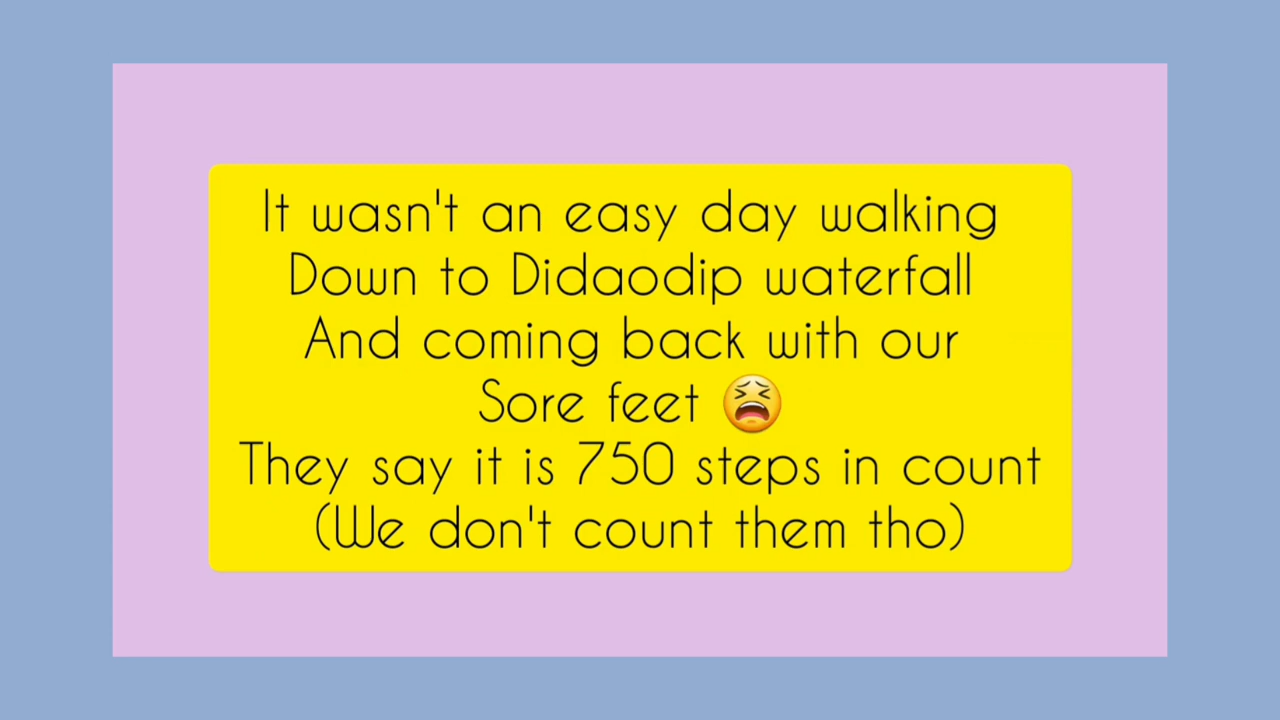 It wasn't an easy day walking
Down to Didaodip waterfall
And coming back with our
Sore feet 😫
They say it is 750 steps in count
(We don't count them tho)